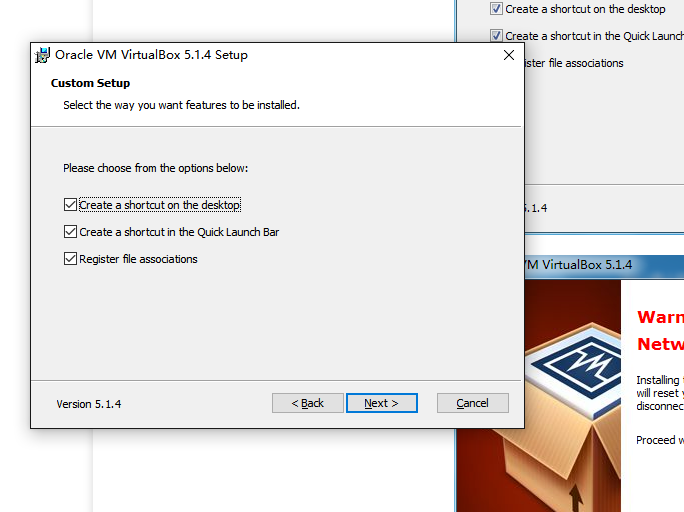 Create a shortcut on the desktop
Create a shortcut in the Quick Launch
ister file associations
5.1.4
Oracle VM VirtualBox 5.1.4 Setup
Custom Setup
Select the way you want features to be installed.
Please choose from the options below:
Create a shortcut on the desktop
Create a shortcut in the Quick Launch Bar
Register file associations
Version 5.1.4
< Back
Next >
Cancel
VM VirtualBox 5.1.4
Warn
Netw
Installing
will reset
disconnec
Proceed w